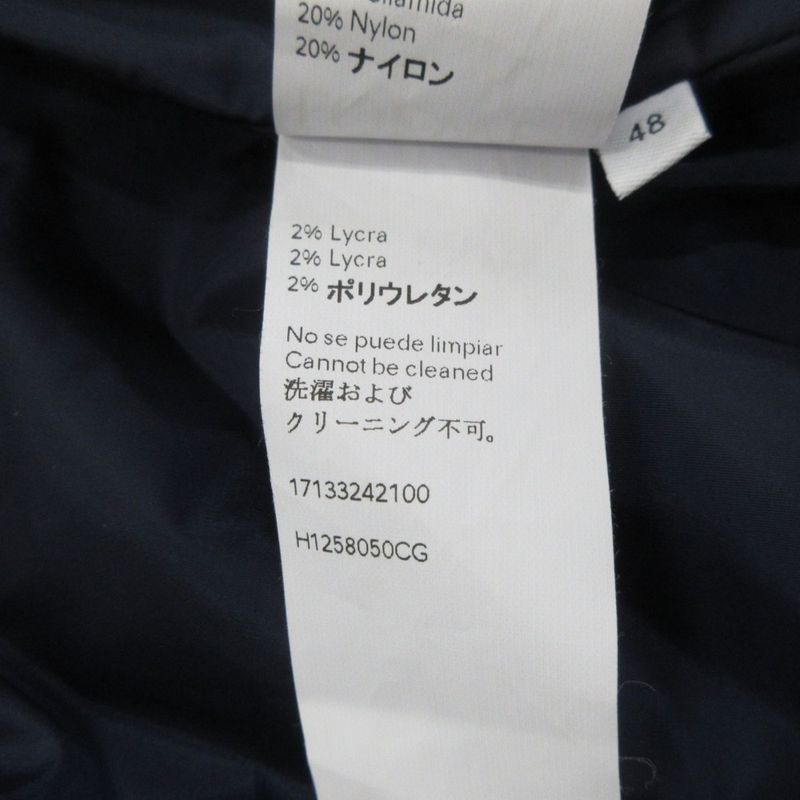 20% Nylon
20% ナイロン
48
2% Lycra
2% Lycra
2% ポリウレタン
No se puede limpiar
Cannot be cleaned
洗濯および
クリーニング不可。
17133242100
H1258050CG